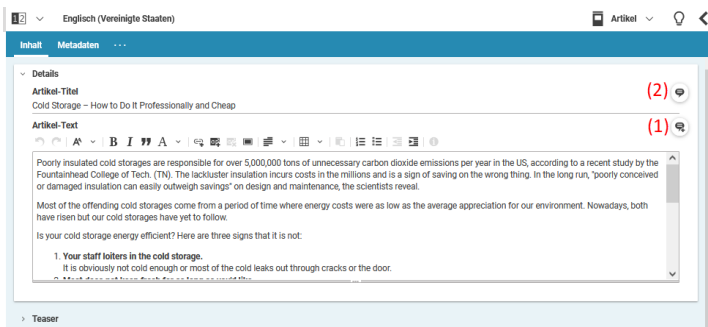 12 Englisch (Vereinigte Staaten) Artikel
Inhalt Metadaten ···
Details
Artikel-Titel
(2)
Cold Storage – How to Do It Professionally and Cheap
Artikel-Text
(1)
Poorly insulated cold storages are responsible for over 5,000,000 tons of unnecessary carbon dioxide emissions per year in the US, according to a recent study by the
Fountainhead College of Tech. (TN). The lackluster insulation incurs costs in the millions and is a sign of saving on the wrong thing. In the long run, "poorly conceived
or damaged insulation can easily outweigh savings" on design and maintenance, the scientists reveal.
Most of the offending cold storages come from a period of time where energy costs were as low as the average appreciation for our environment. Nowadays, both
have risen but our cold storages have yet to follow.
Is your cold storage energy efficient? Here are three signs that it is not:
1. Your staff loiters in the cold storage.
It is obviously not cold enough or most of the cold leaks out through cracks or the door.
Teaser